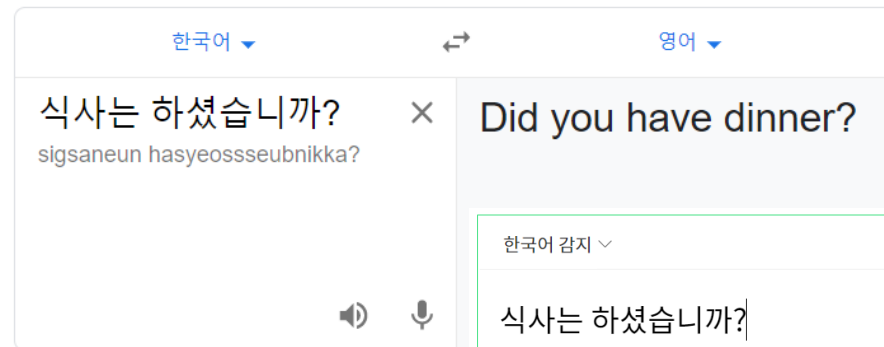 한국어
영어
식사는 하셨습니까?
sigsaneun hasyeossseubnikka?
Did you have dinner?
한국어 감지
식사는 하셨습니까?